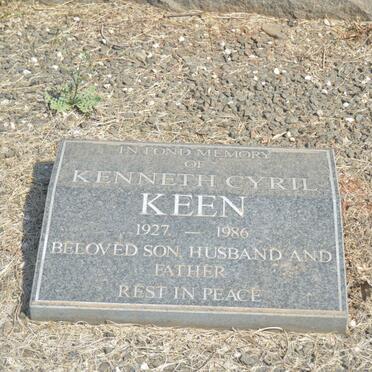 IN FOND MEMORY
OF
KENNETH CYRIL
KEEN
1927 — 1986
BELOVED SON, HUSBAND AND
FATHER
REST IN PEACE